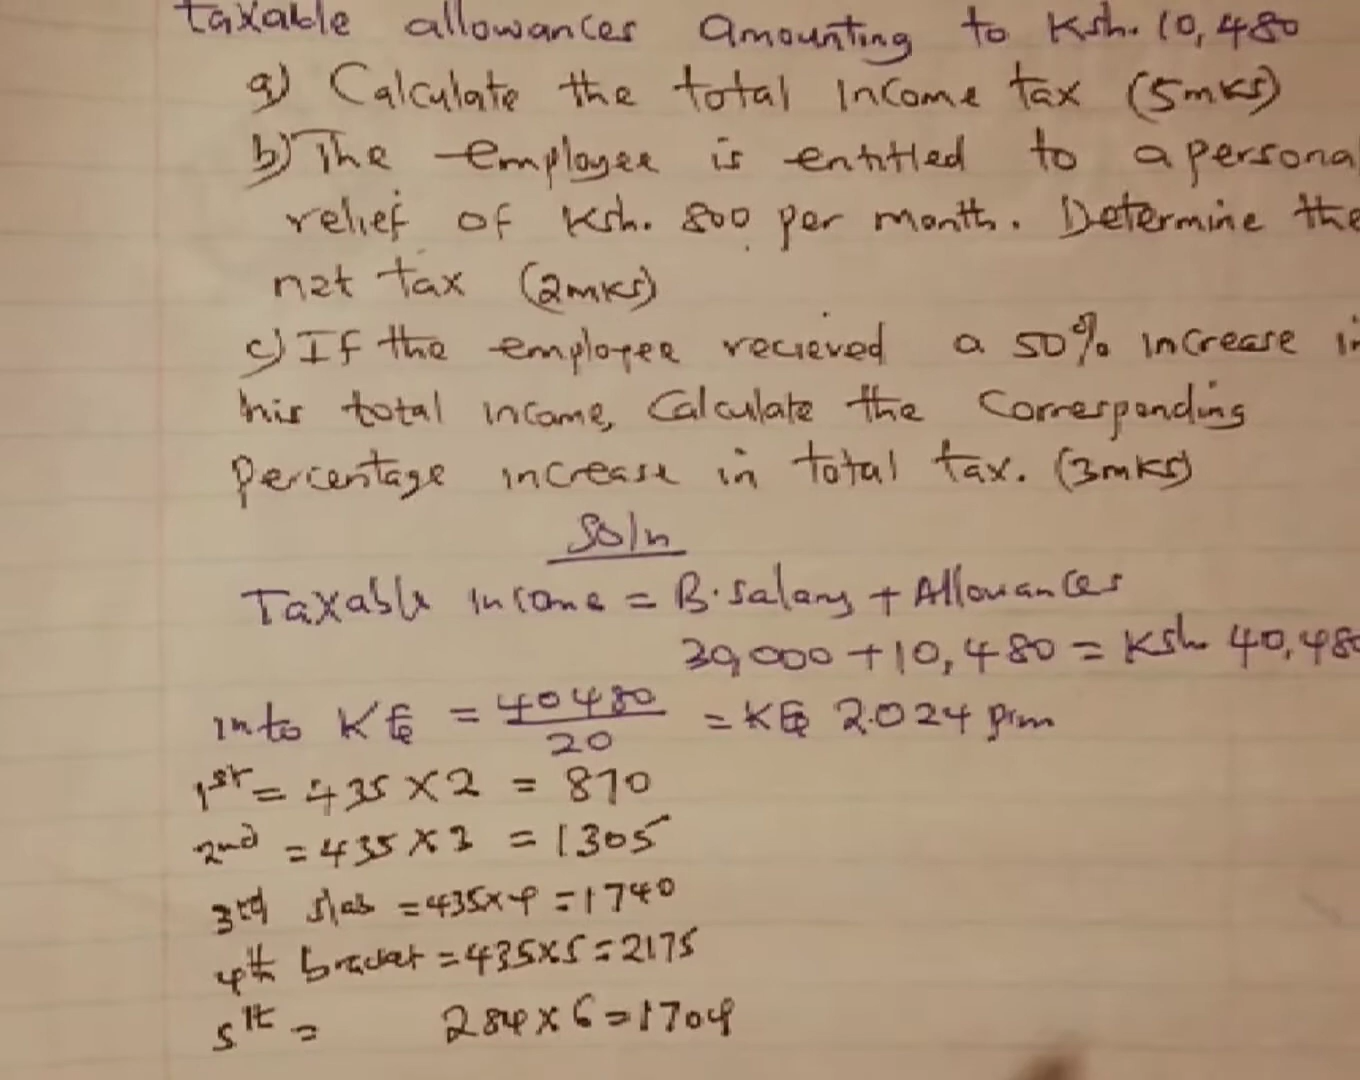 taxable allowances amounting to Ksh. 10,480
a) Calculate the total income tax (5mks)
b) The employee is entitled to a persona
relief of Ksh. 800 per month. Determine the
net tax (2mks)
c) If the employee recieved a 50% increase in
his total income, Calculate the Corresponding
percentage increase in total tax. (3mks)
Soln
Taxable income = B.salary + Allowances
30,000 + 10,480 = Ksh 40,480
into K£ = 40480/20 = K£ 2024 p.m
1st = 435 × 2 = 870
2nd = 435 × 3 = 1305
3rd slab = 435 × 4 = 1740
4th bracket = 435 × 5 = 2175
5th = 284 × 6 = 1704